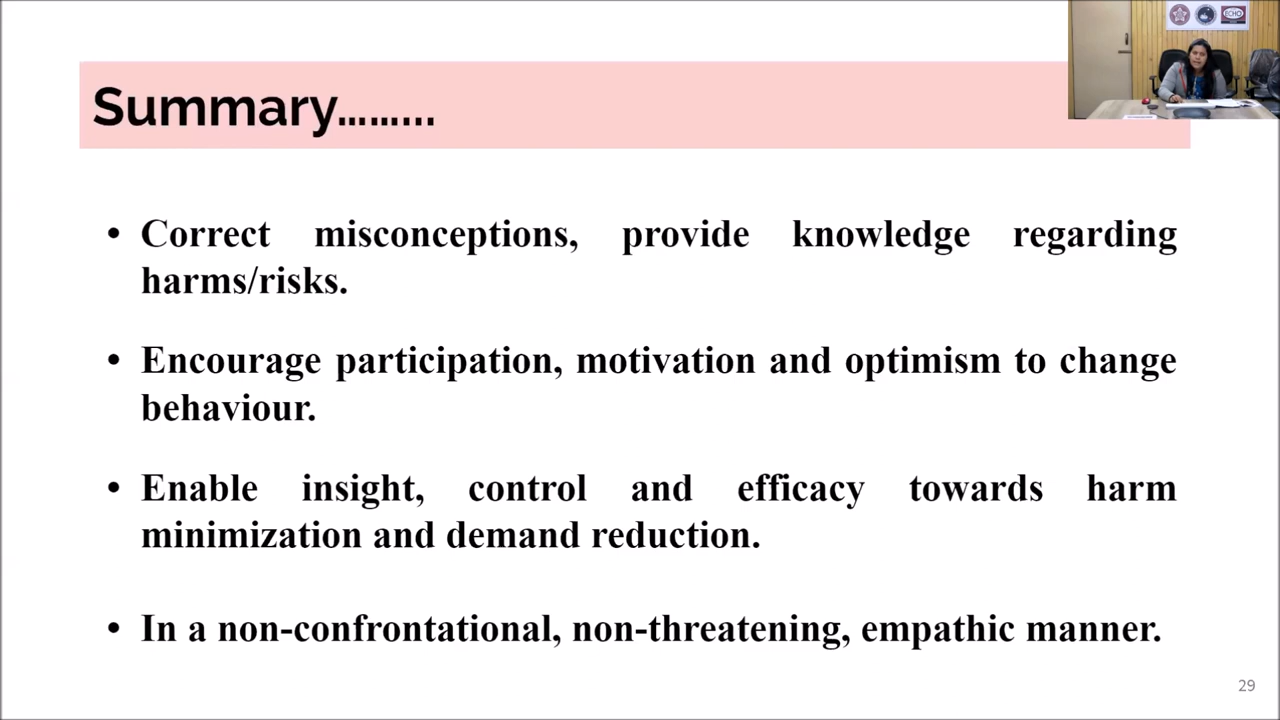 Summary.........
• Correct misconceptions, provide knowledge regarding
harms/risks.
• Encourage participation, motivation and optimism to change
behaviour.
• Enable insight, control and efficacy towards harm
minimization and demand reduction.
• In a non-confrontational, non-threatening, empathic manner.
29